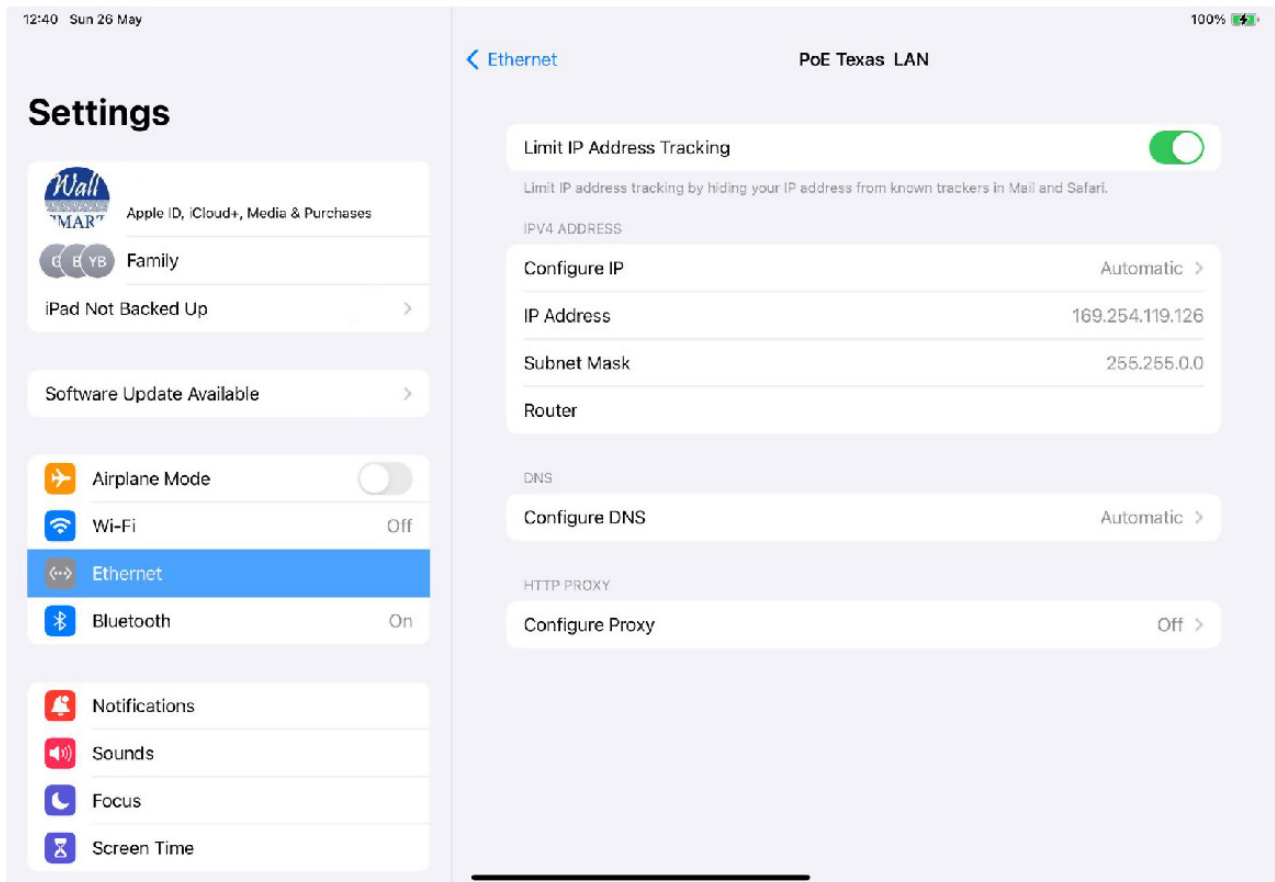 12:40 Sun 26 May
100%
Settings
Wall
SMART
Apple ID, iCloud+, Media & Purchases
G E YB Family
iPad Not Backed Up
Software Update Available
Airplane Mode
Wi-Fi Off
Ethernet
Bluetooth On
Notifications
Sounds
Focus
Screen Time
Ethernet
PoE Texas LAN
Limit IP Address Tracking
Limit IP address tracking by hiding your IP address from known trackers in Mail and Safari.
IPV4 ADDRESS
Configure IP Automatic
IP Address 169.254.119.126
Subnet Mask 255.255.0.0
Router
DNS
Configure DNS Automatic
HTTP PROXY
Configure Proxy Off